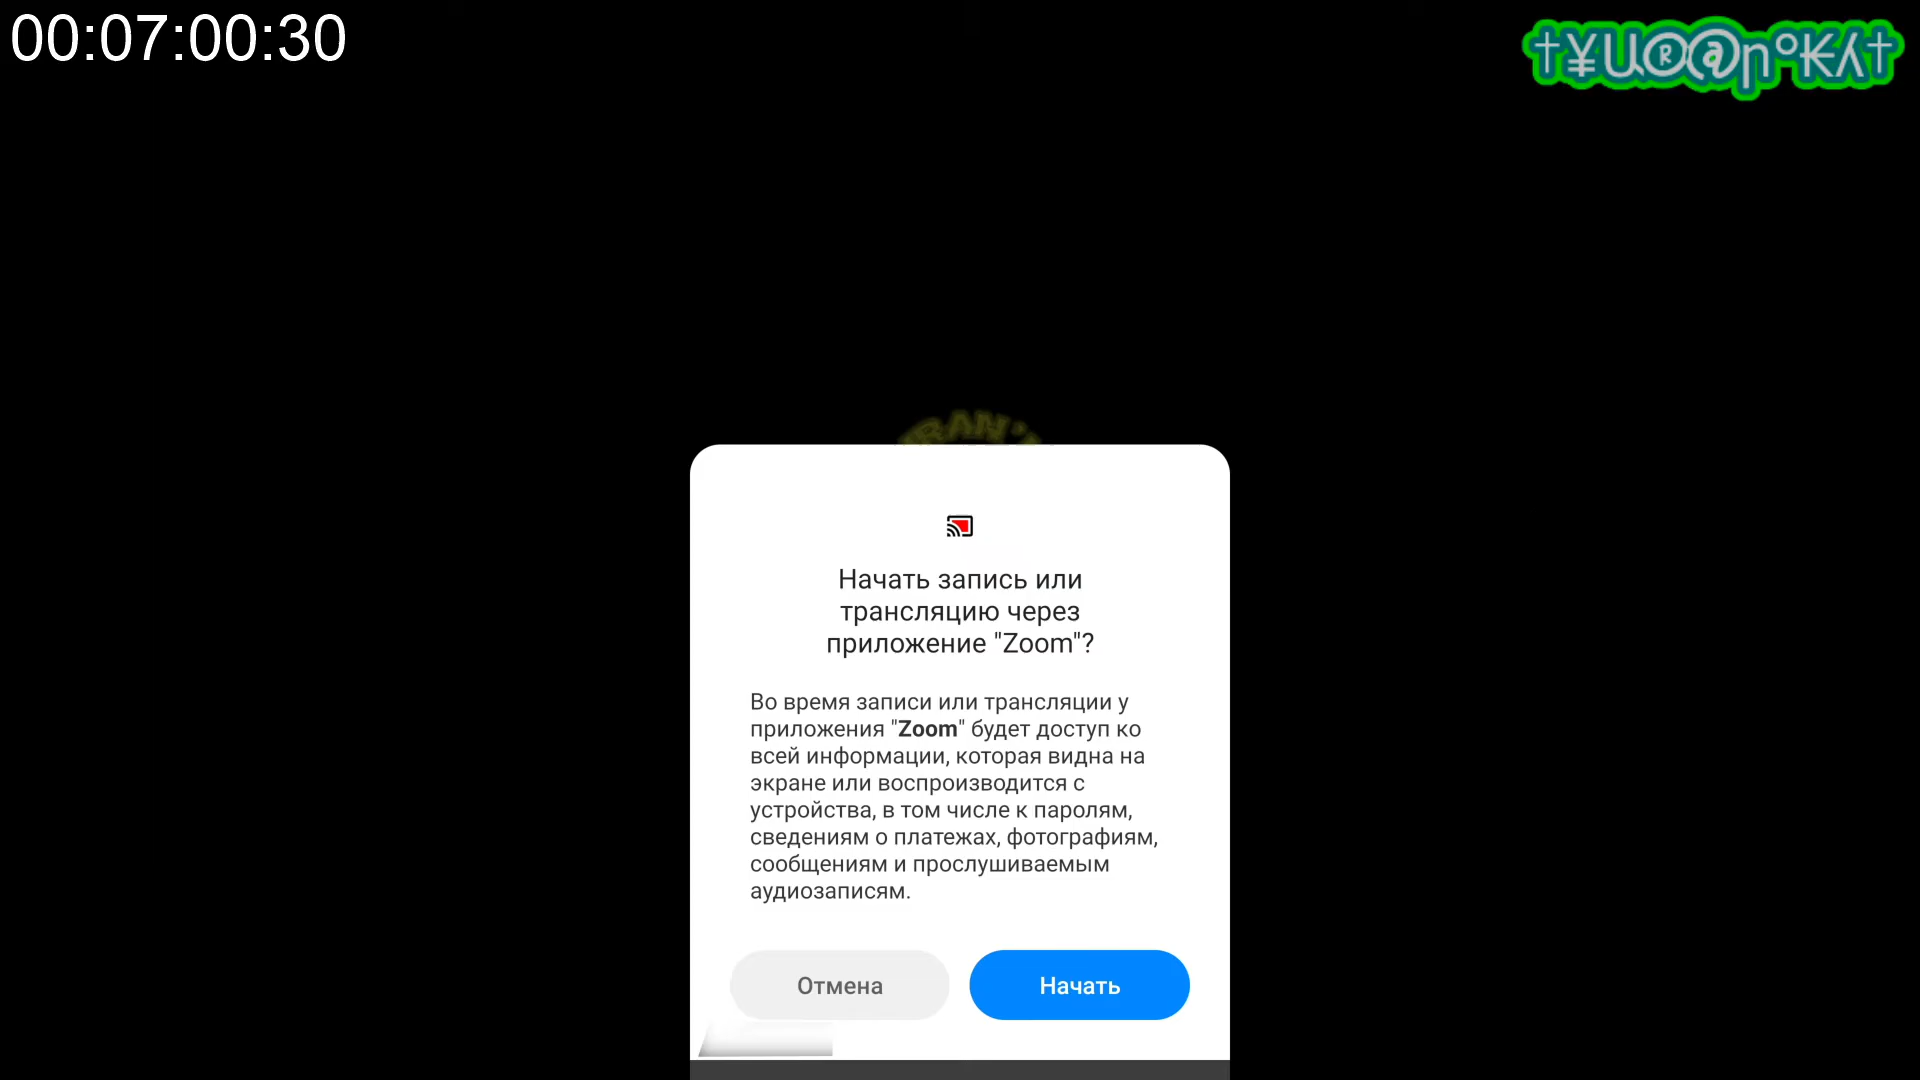 00:07:00:30
†¥U®@η°₭ʎ†
Начать запись или
трансляцию через
приложение "Zoom"?
Во время записи или трансляции у
приложения "Zoom" будет доступ ко
всей информации, которая видна на
экране или воспроизводится с
устройства, в том числе к паролям,
сведениям о платежах, фотографиям,
сообщениям и прослушиваемым
аудиозаписям.
Отмена
Начать